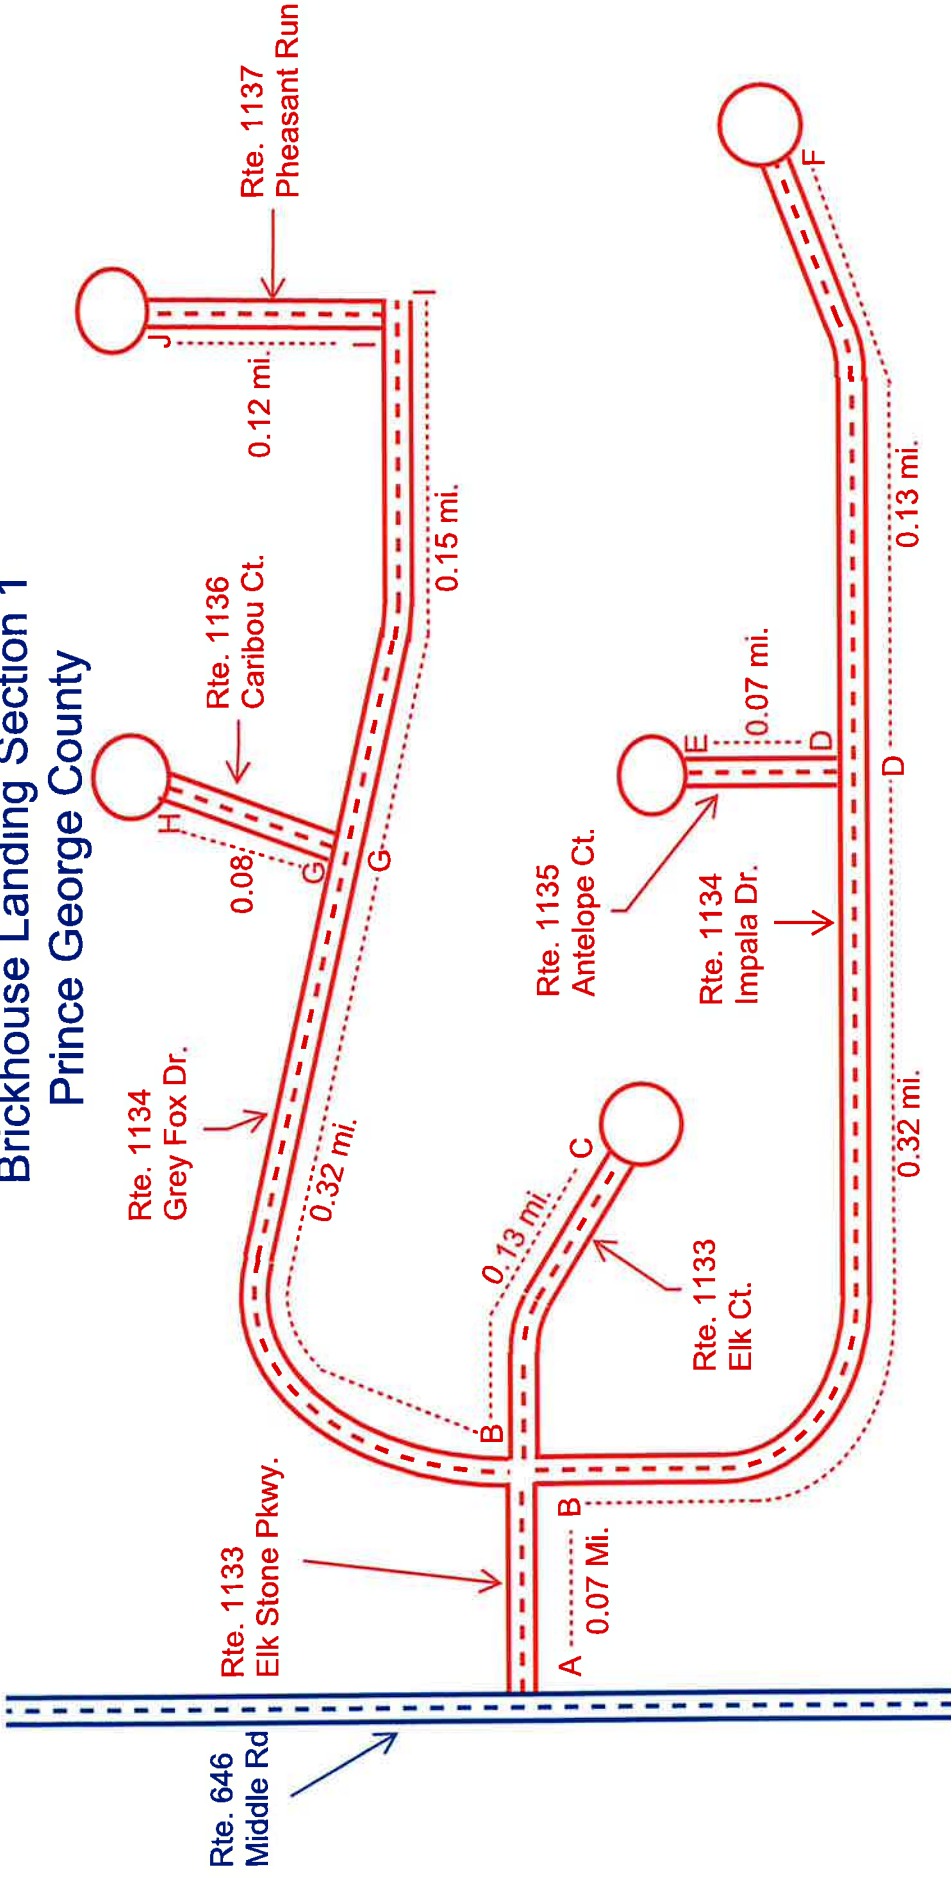 Brickhouse Landing Section 1
Prince George County
Rte. 646
Middle Rd
Rte. 1133
Elk Stone Pkwy.
A
0.07 Mi.
B
B
Rte. 1134
Grey Fox Dr.
0.32 mi.
G
G
0.08
H
Rte. 1136
Caribou Ct.
0.15 mi.
I
I
0.12 mi.
J
Rte. 1137
Pheasant Run
0.13 mi.
C
Rte. 1133
Elk Ct.
0.32 mi.
Rte. 1134
Impala Dr.
Rte. 1135
Antelope Ct.
D
D
E
0.07 mi.
0.13 mi.
F